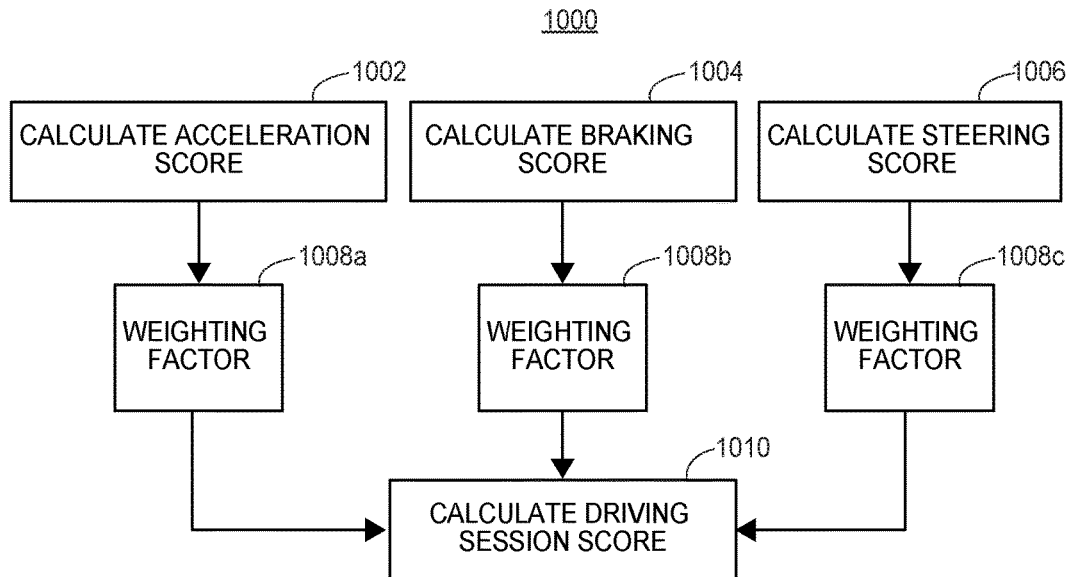 1000
1002
1004
1006
CALCULATE ACCELERATION
SCORE
CALCULATE BRAKING
SCORE
CALCULATE STEERING
SCORE
1008a
1008b
1008c
WEIGHTING
FACTOR
WEIGHTING
FACTOR
WEIGHTING
FACTOR
1010
CALCULATE DRIVING
SESSION SCORE